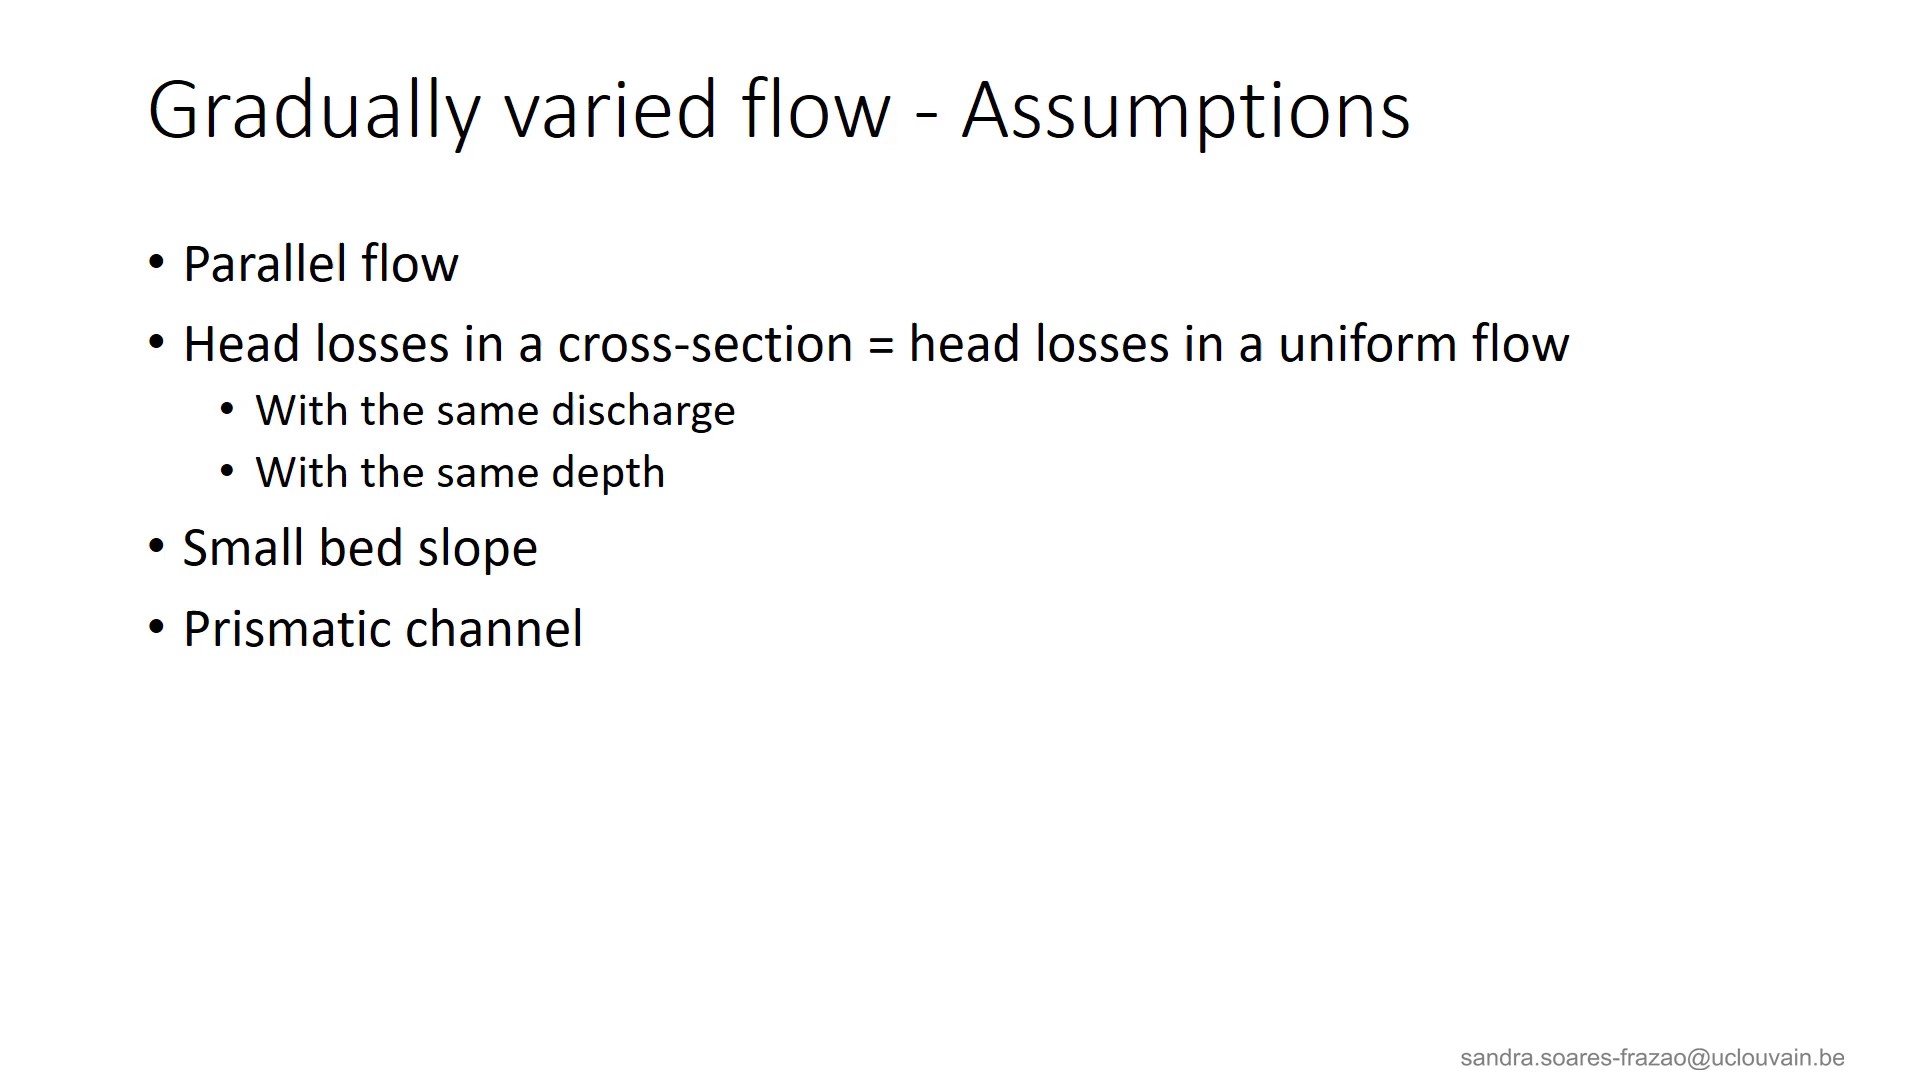 Gradually varied flow - Assumptions
• Parallel flow
• Head losses in a cross-section = head losses in a uniform flow
• With the same discharge
• With the same depth
• Small bed slope
• Prismatic channel
sandra.soares-frazao@uclouvain.be